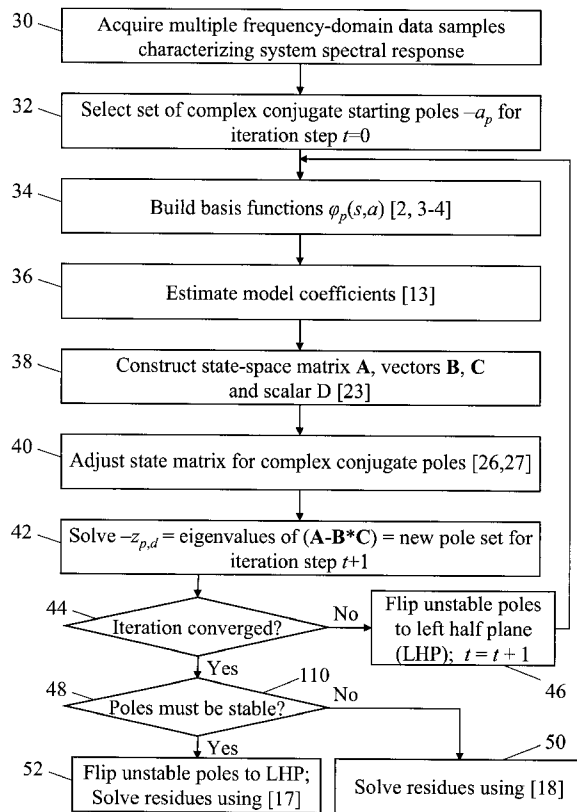 30
Acquire multiple frequency-domain data samples
characterizing system spectral response
32
Select set of complex conjugate starting poles –aₚ for
iteration step t=0
34
Build basis functions φₚ(s,a) [2, 3-4]
36
Estimate model coefficients [13]
38
Construct state-space matrix A, vectors B, C
and scalar D [23]
40
Adjust state matrix for complex conjugate poles [26,27]
42
Solve –z_{p,d} = eigenvalues of (A-B*C) = new pole set for
iteration step t+1
44
Iteration converged?
No
Flip unstable poles
to left half plane
(LHP); t = t + 1
46
Yes
48
110
Poles must be stable?
No
Yes
50
52
Flip unstable poles to LHP;
Solve residues using [17]
Solve residues using [18]